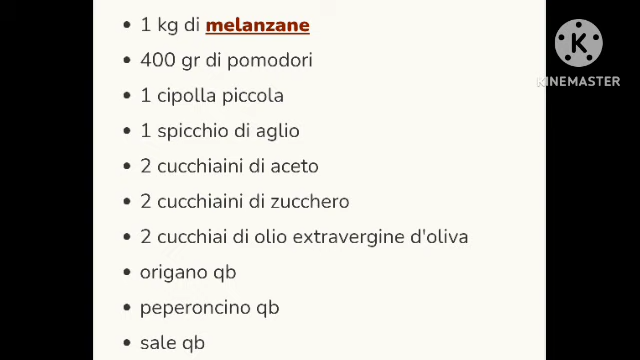 1 kg di melanzane
400 gr di pomodori
1 cipolla piccola
1 spicchio di aglio
2 cucchiaini di aceto
2 cucchiaini di zucchero
2 cucchiai di olio extravergine d'oliva
origano qb
peperoncino qb
sale qb
K
KINEMASTER